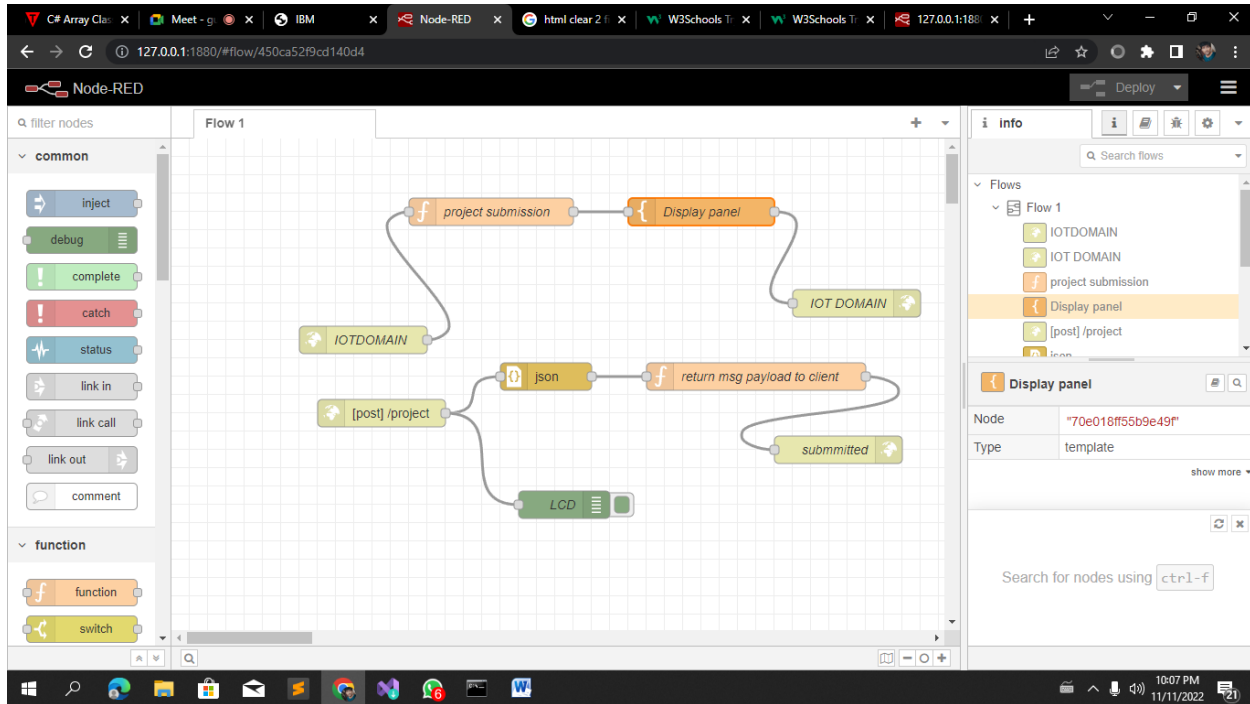 C# Array Clas
Meet - g
IBM
Node-RED
html clear 2 fi
W3Schools Tr
W3Schools Tr
127.0.0.1:188
127.0.0.1:1880/#flow/450ca52f9cd140d4
Node-RED
Deploy
filter nodes
Flow 1
i info
i
common
Search flows
inject
debug
complete
catch
status
link in
link call
link out
comment
function
function
switch
project submission
Display panel
IOT DOMAIN
IOTDOMAIN
json
return msg payload to client
[post] /project
submmitted
LCD
Flows
Flow 1
IOTDOMAIN
IOT DOMAIN
project submission
Display panel
[post] /project
json
Display panel
Node "70e018ff55b9e49f"
Type template
show more
Search for nodes using ctrl-f
6
10:07 PM
11/11/2022
21